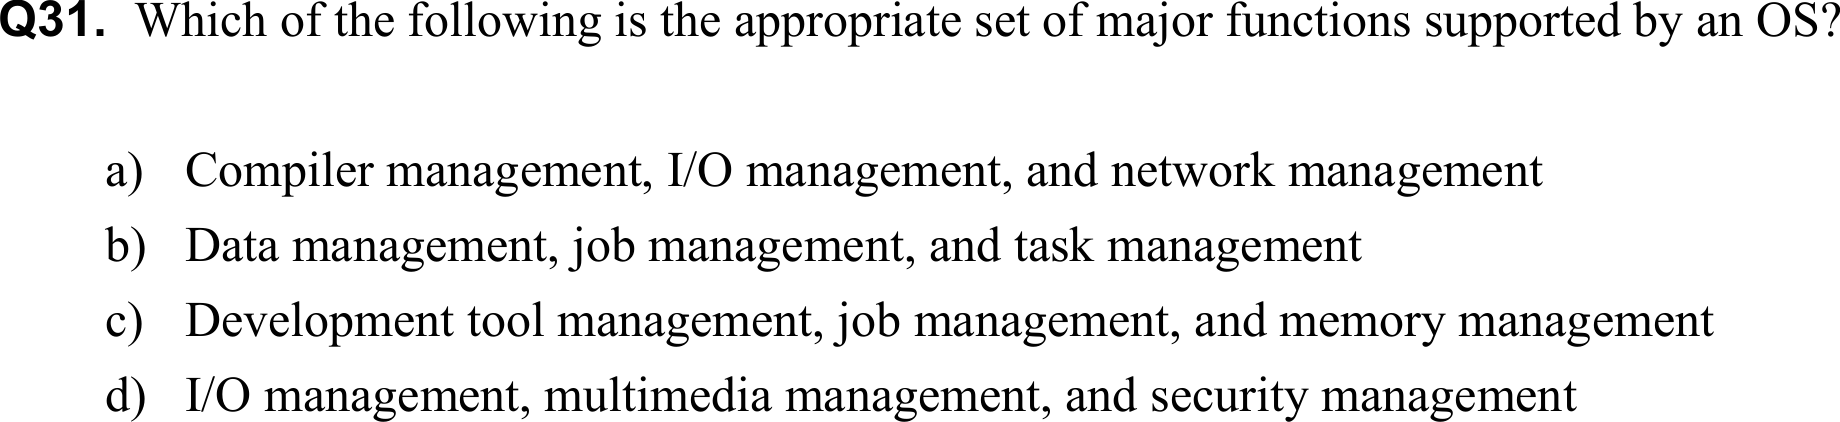 Q31. Which of the following is the appropriate set of major functions supported by an OS?
a) Compiler management, I/O management, and network management
b) Data management, job management, and task management
c) Development tool management, job management, and memory management
d) I/O management, multimedia management, and security management